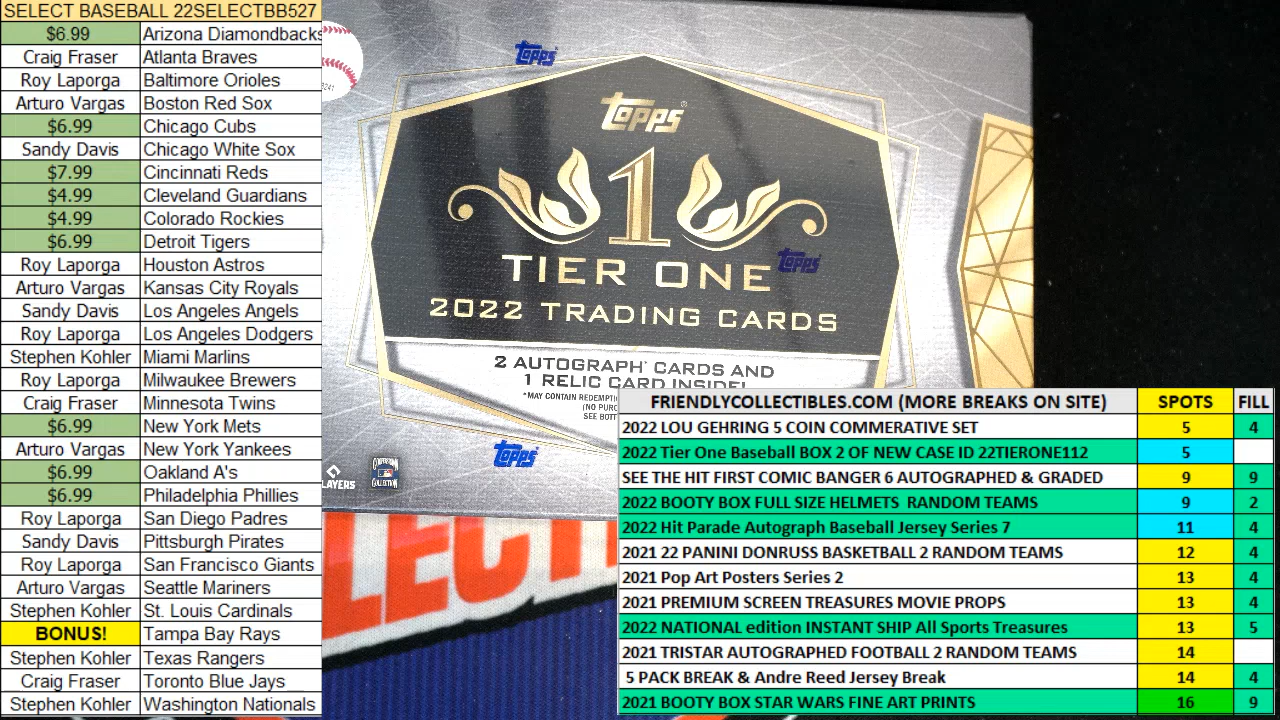 SELECT BASEBALL 22SELECTBB527
$6.99 Arizona Diamondbacks
Craig Fraser Atlanta Braves
Roy Laporga Baltimore Orioles
Arturo Vargas Boston Red Sox
$6.99 Chicago Cubs
Sandy Davis Chicago White Sox
$7.99 Cincinnati Reds
$4.99 Cleveland Guardians
$4.99 Colorado Rockies
$6.99 Detroit Tigers
Roy Laporga Houston Astros
Arturo Vargas Kansas City Royals
Sandy Davis Los Angeles Angels
Roy Laporga Los Angeles Dodgers
Stephen Kohler Miami Marlins
Roy Laporga Milwaukee Brewers
Craig Fraser Minnesota Twins
$6.99 New York Mets
Arturo Vargas New York Yankees
$6.99 Oakland A's
$6.99 Philadelphia Phillies
Roy Laporga San Diego Padres
Sandy Davis Pittsburgh Pirates
Roy Laporga San Francisco Giants
Arturo Vargas Seattle Mariners
Stephen Kohler St. Louis Cardinals
BONUS! Tampa Bay Rays
Stephen Kohler Texas Rangers
Craig Fraser Toronto Blue Jays
Stephen Kohler Washington Nationals
Topps
Topps
1
TIER ONE
Topps
2022 TRADING CARDS
2 AUTOGRAPH CARDS AND
1 RELIC CARD INSIDE!
*MAY CONTAIN REDEMPTI
(NO PURC
SEE BOTT
Topps
LAYERS
LECT
FRIENDLYCOLLECTIBLES.COM (MORE BREAKS ON SITE) SPOTS FILL
2022 LOU GEHRING 5 COIN COMMERATIVE SET 5 4
2022 Tier One Baseball BOX 2 OF NEW CASE ID 22TIERONE112 5
SEE THE HIT FIRST COMIC BANGER 6 AUTOGRAPHED & GRADED 9 9
2022 BOOTY BOX FULL SIZE HELMETS RANDOM TEAMS 9 2
2022 Hit Parade Autograph Baseball Jersey Series 7 11 4
2021 22 PANINI DONRUSS BASKETBALL 2 RANDOM TEAMS 12 4
2021 Pop Art Posters Series 2 13 4
2021 PREMIUM SCREEN TREASURES MOVIE PROPS 13 4
2022 NATIONAL edition INSTANT SHIP All Sports Treasures 13 5
2021 TRISTAR AUTOGRAPHED FOOTBALL 2 RANDOM TEAMS 14
5 PACK BREAK & Andre Reed Jersey Break 14 4
2021 BOOTY BOX STAR WARS FINE ART PRINTS 16 9